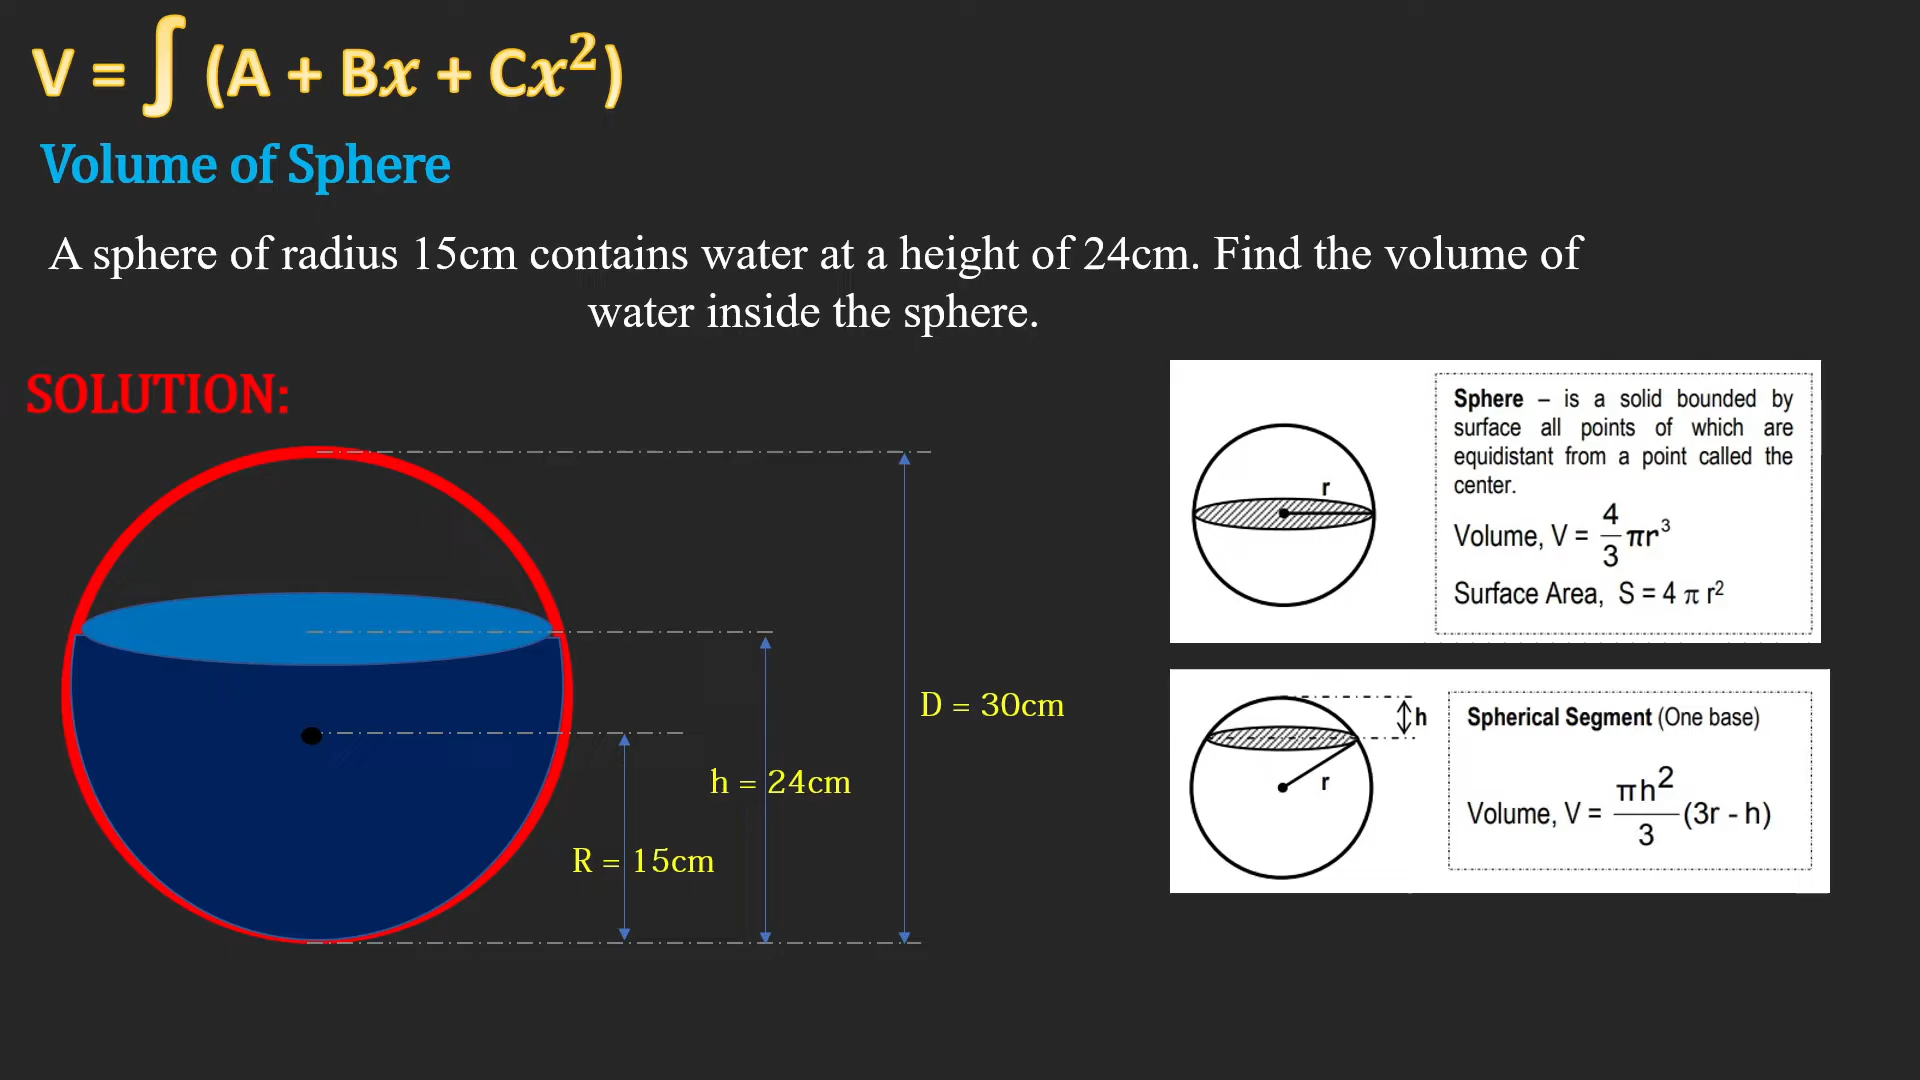 V = ∫ (A + Bx + Cx²)
Volume of Sphere
A sphere of radius 15cm contains water at a height of 24cm. Find the volume of
water inside the sphere.
SOLUTION:
D = 30cm
h = 24cm
R = 15cm
r
Sphere – is a solid bounded by
surface all points of which are
equidistant from a point called the
center.
Volume, V = 4/3 πr³
Surface Area, S = 4 π r²
h
r
Spherical Segment (One base)
Volume, V = πh²/3 (3r - h)